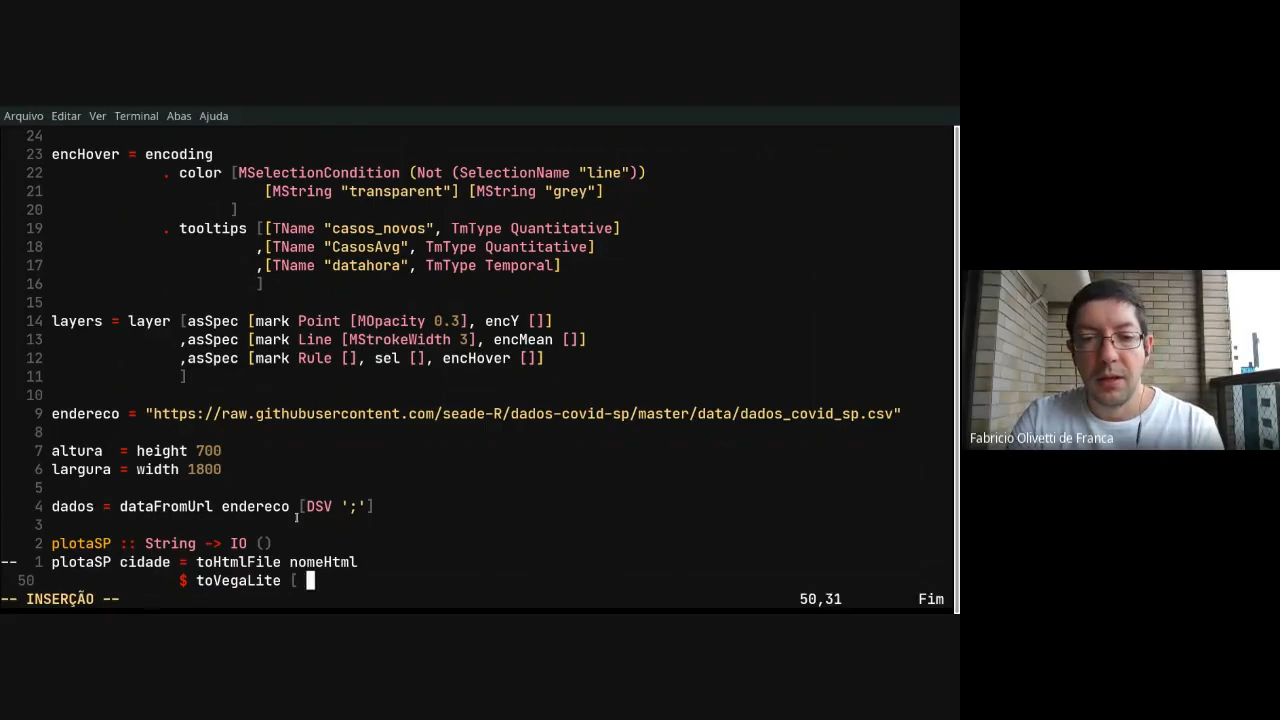 Arquivo Editar Ver Terminal Abas Ajuda
24
23 encHover = encoding
22 . color [MSelectionCondition (Not (SelectionName "line"))
21 [MString "transparent"] [MString "grey"]
20 ]
19 . tooltips [[TName "casos_novos", TmType Quantitative]
18 ,[TName "CasosAvg", TmType Quantitative]
17 ,[TName "datahora", TmType Temporal]
16 ]
15
14 layers = layer [asSpec [mark Point [MOpacity 0.3], encY []]
13 ,asSpec [mark Line [MStrokeWidth 3], encMean []]
12 ,asSpec [mark Rule [], sel [], encHover []]
11 ]
10
9 endereco = "https://raw.githubusercontent.com/seade-R/dados-covid-sp/master/data/dados_covid_sp.csv"
8
7 altura = height 700
6 largura = width 1800
5
4 dados = dataFromUrl endereco [DSV ';']
3
2 plotaSP :: String -> IO ()
-- 1 plotaSP cidade = toHtmlFile nomeHtml
50 $ toVegaLite [
-- INSERÇÃO -- 50,31 Fim
Fabricio Olivetti de Franca